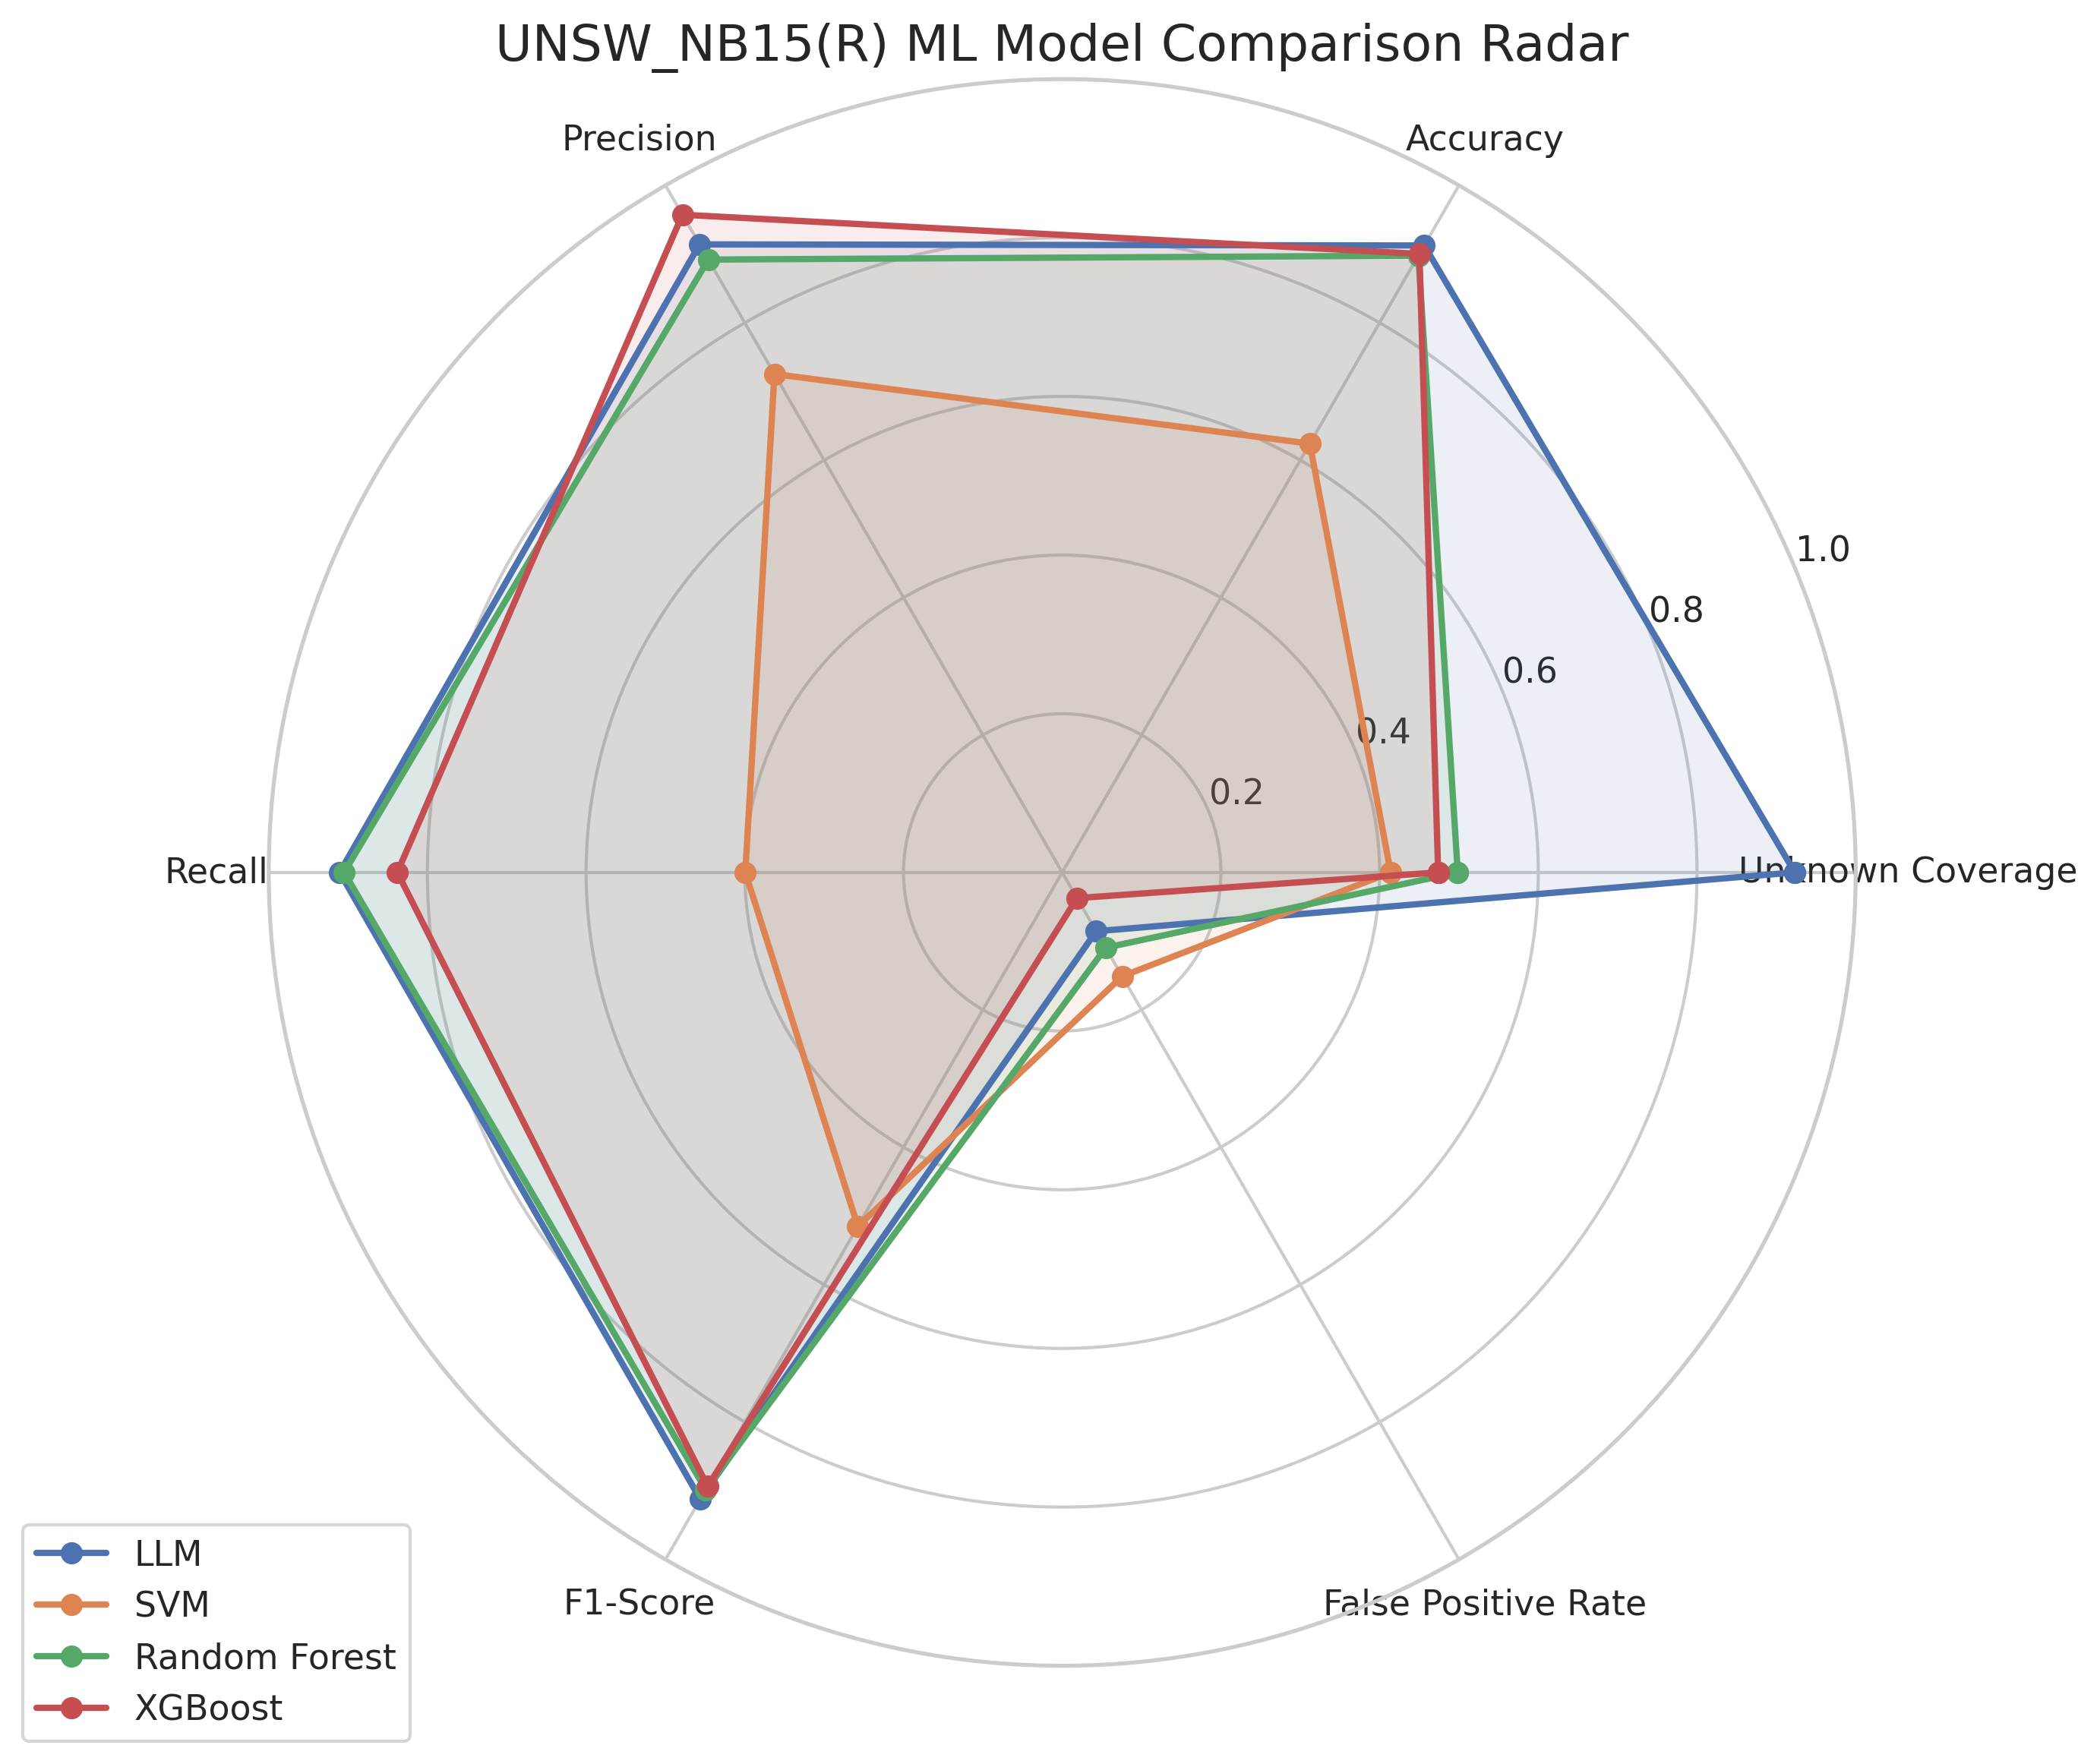 UNSW_NB15(R) ML Model Comparison Radar
Precision
Accuracy
1.0
0.8
0.6
0.4
0.2
Recall
Unknown Coverage
F1-Score
False Positive Rate
LLM
SVM
Random Forest
XGBoost